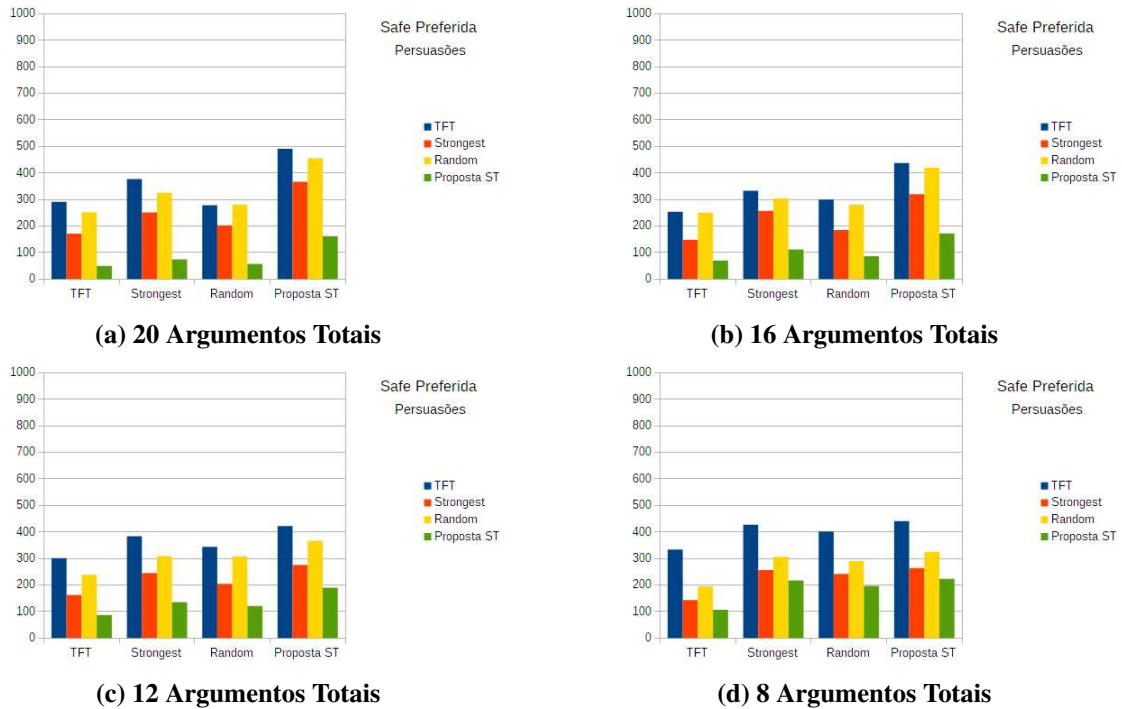 1000
900
800
700
600
500
400
300
200
100
0
TFT Strongest Random Proposta ST
Safe Preferida
Persuasões
TFT
Strongest
Random
Proposta ST
(a) 20 Argumentos Totais
1000
900
800
700
600
500
400
300
200
100
0
TFT Strongest Random Proposta ST
Safe Preferida
Persuasões
TFT
Strongest
Random
Proposta ST
(b) 16 Argumentos Totais
1000
900
800
700
600
500
400
300
200
100
0
TFT Strongest Random Proposta ST
Safe Preferida
Persuasões
TFT
Strongest
Random
Proposta ST
(c) 12 Argumentos Totais
1000
900
800
700
600
500
400
300
200
100
0
TFT Strongest Random Proposta ST
Safe Preferida
Persuasões
TFT
Strongest
Random
Proposta ST
(d) 8 Argumentos Totais